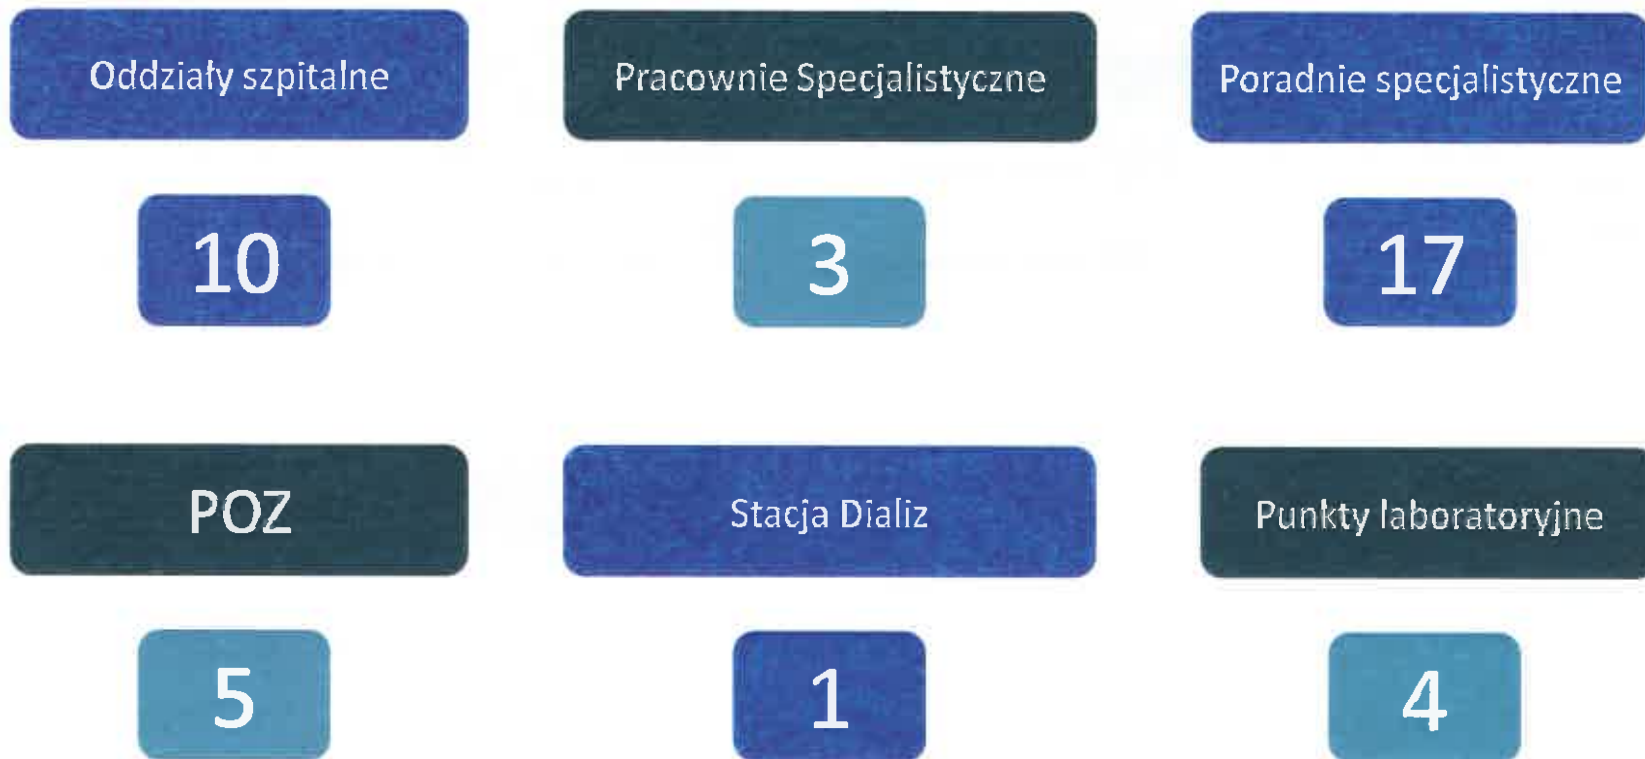 Oddziały szpitalne
Pracownie Specjalistyczne
Poradnie specjalistyczne
10
3
17
POZ
Stacja Dializ
Punkty laboratoryjne
5
1
4